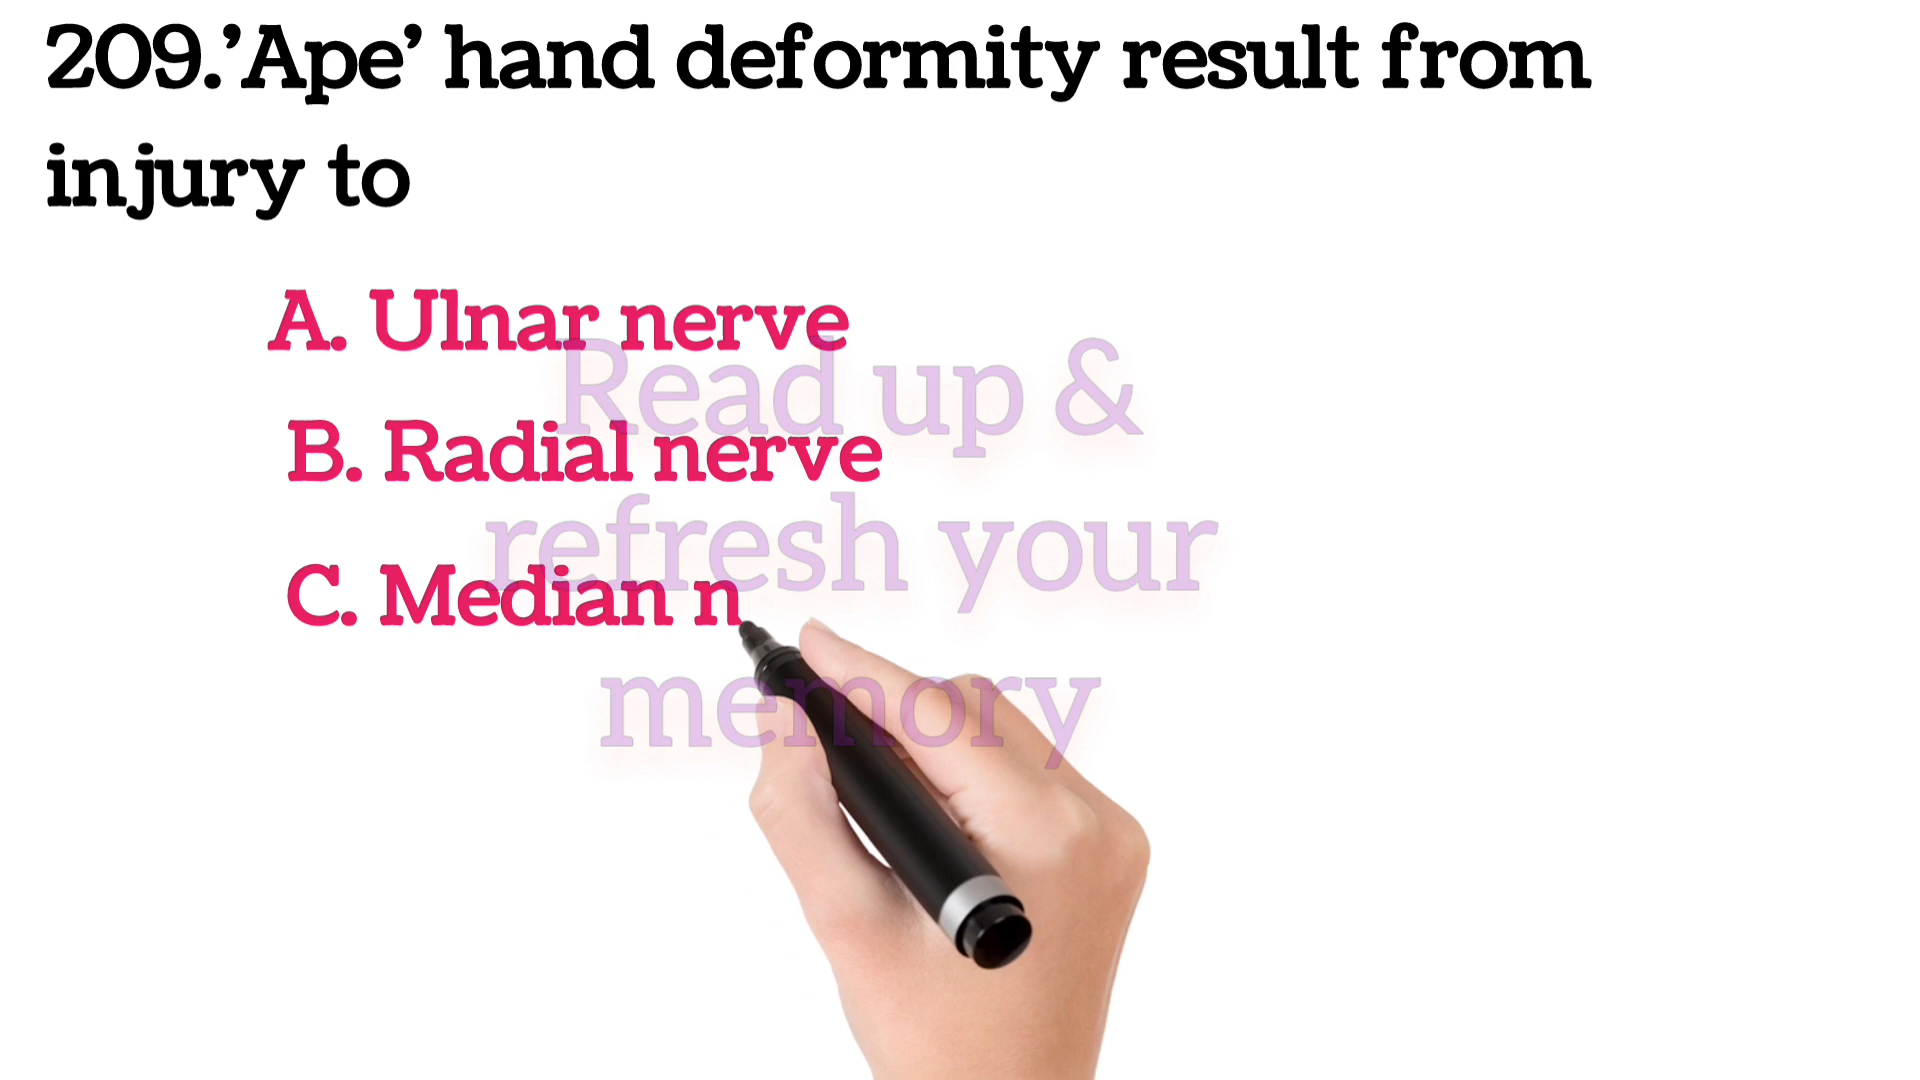 209.’Ape’ hand deformity result from
injury to
A. Ulnar nerve
B. Radial nerve
C. Median n
Read up &
refresh your
memory